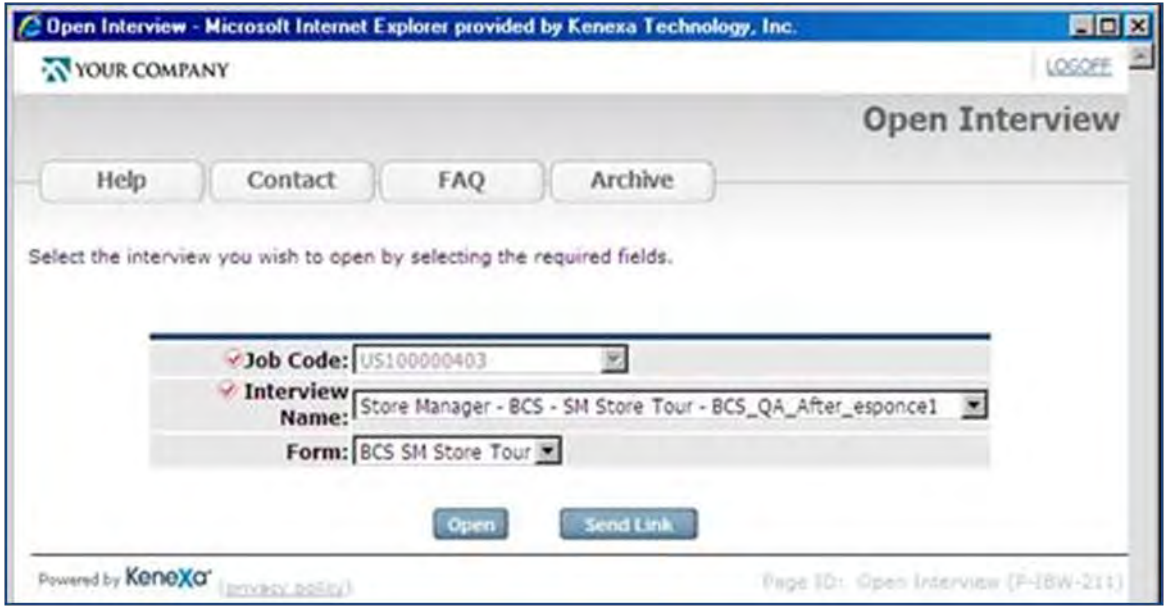 Open Interview - Microsoft Internet Explorer provided by Kenexa Technology, Inc.
YOUR COMPANY
LOGOFF
Open Interview
Help Contact FAQ Archive
Select the interview you wish to open by selecting the required fields.
Job Code: US100000403
Interview
Name: Store Manager - BCS - SM Store Tour - BCS_QA_After_esponce1
Form: BCS SM Store Tour
Open Send Link
Powered by Kenexa (privacy policy) Page ID: Open Interview (P-IBW-211)